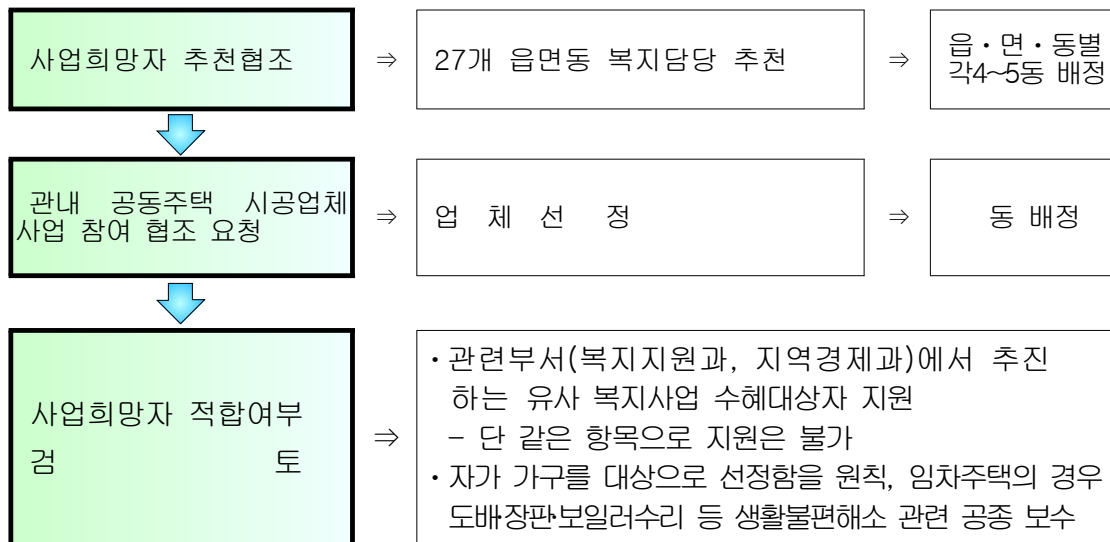 사업희망자 추천협조
⇒
27개 읍면동 복지담당 추천
⇒
읍·면·동별
각4~5동 배정
관내 공동주택 시공업체
사업 참여 협조 요청
⇒
업 체 선 정
⇒
동 배정
사업희망자 적합여부
검 토
⇒
·관련부서(복지지원과, 지역경제과)에서 추진
하는 유사 복지사업 수혜대상자 지원
- 단 같은 항목으로 지원은 불가
·자가 가구를 대상으로 선정함을 원칙, 임차주택의 경우
도배·장판·보일러수리 등 생활불편해소 관련 공종 보수